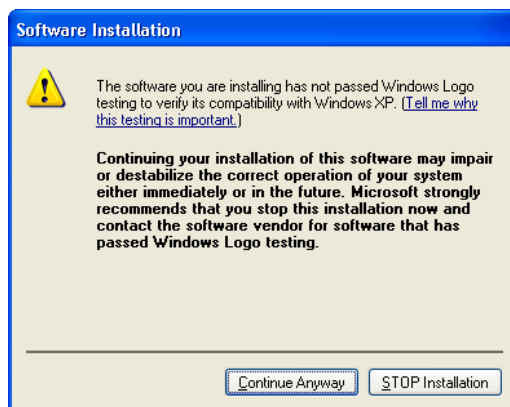 Software Installation
The software you are installing has not passed Windows Logo
testing to verify its compatibility with Windows XP. (Tell me why
this testing is important.)
Continuing your installation of this software may impair
or destabilize the correct operation of your system
either immediately or in the future. Microsoft strongly
recommends that you stop this installation now and
contact the software vendor for software that has
passed Windows Logo testing.
Continue Anyway
STOP Installation